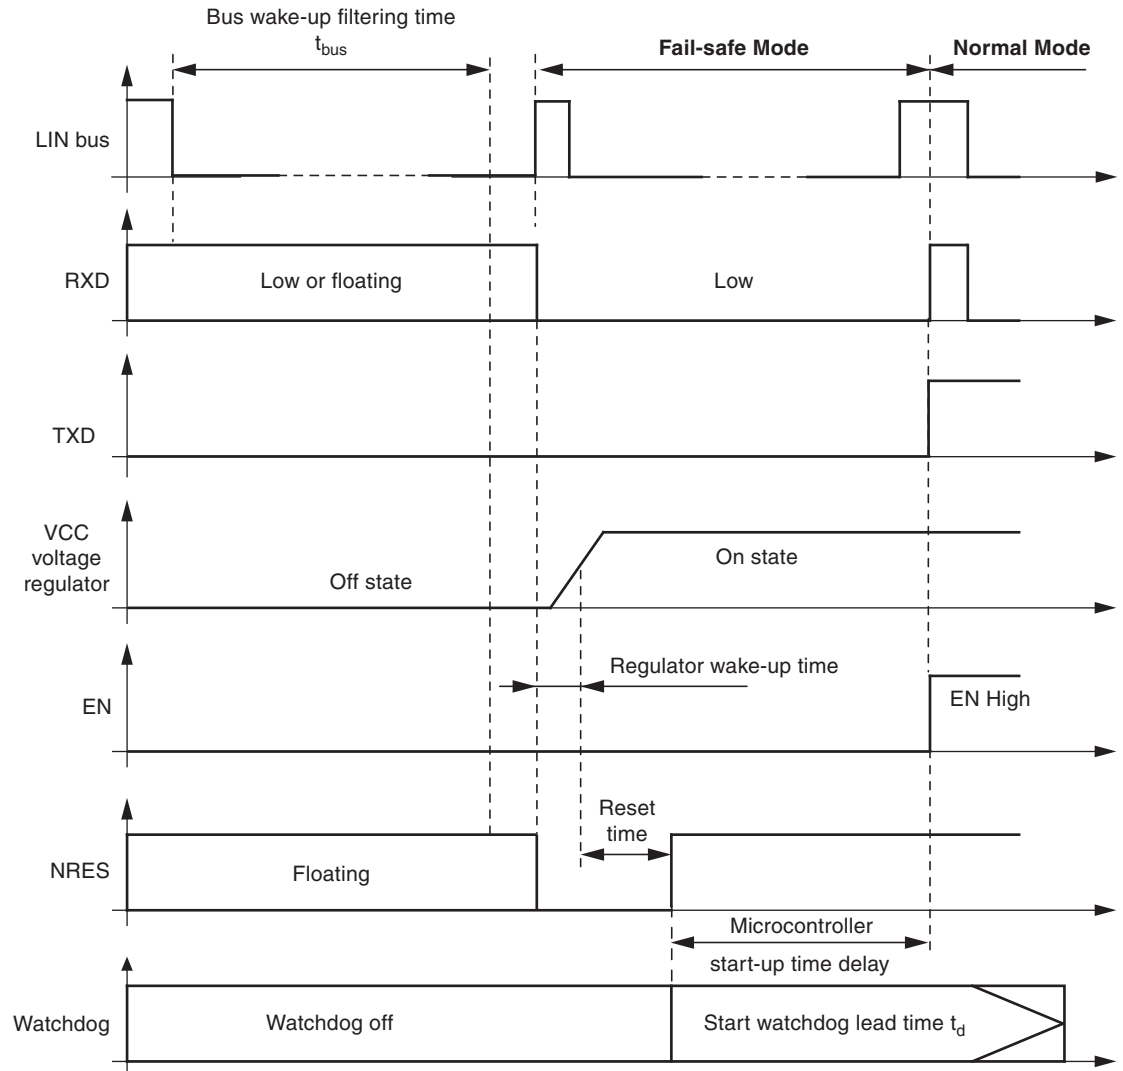 Bus wake-up filtering time
tbus
Fail-safe Mode
Normal Mode
LIN bus
RXD
Low or floating
Low
TXD
VCC
voltage
regulator
Off state
On state
Regulator wake-up time
EN
EN High
Reset
time
NRES
Floating
Microcontroller
start-up time delay
Watchdog
Watchdog off
Start watchdog lead time td